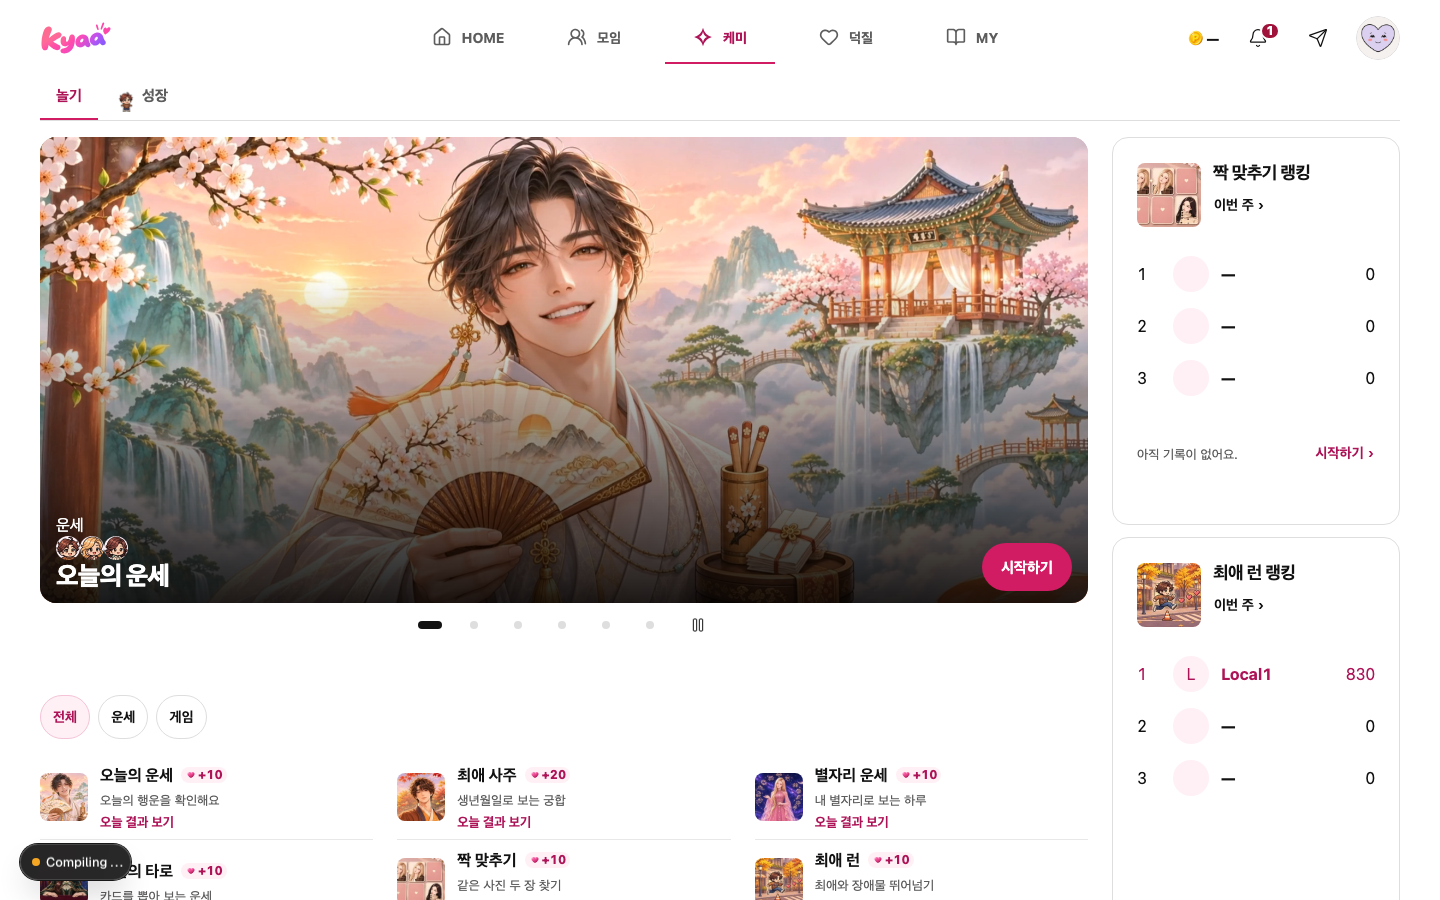 kyaa
HOME
모임
케미
덕질
MY
1
놀기
성장
운세
오늘의 운세
시작하기
짝 맞추기 랭킹
이번 주 ›
1 — 0
2 — 0
3 — 0
아직 기록이 없어요.
시작하기 ›
최애 런 랭킹
이번 주 ›
1 L Local1 830
2 — 0
3 — 0
전체
운세
게임
오늘의 운세 +10
오늘의 행운을 확인해요
오늘 결과 보기
최애 사주 +20
생년월일로 보는 궁합
오늘 결과 보기
별자리 운세 +10
내 별자리로 보는 하루
오늘 결과 보기
의 타로 +10
카드를 뽑아 보는 운세
짝 맞추기 +10
같은 사진 두 장 찾기
최애 런 +10
최애와 장애물 뛰어넘기
Compiling ...